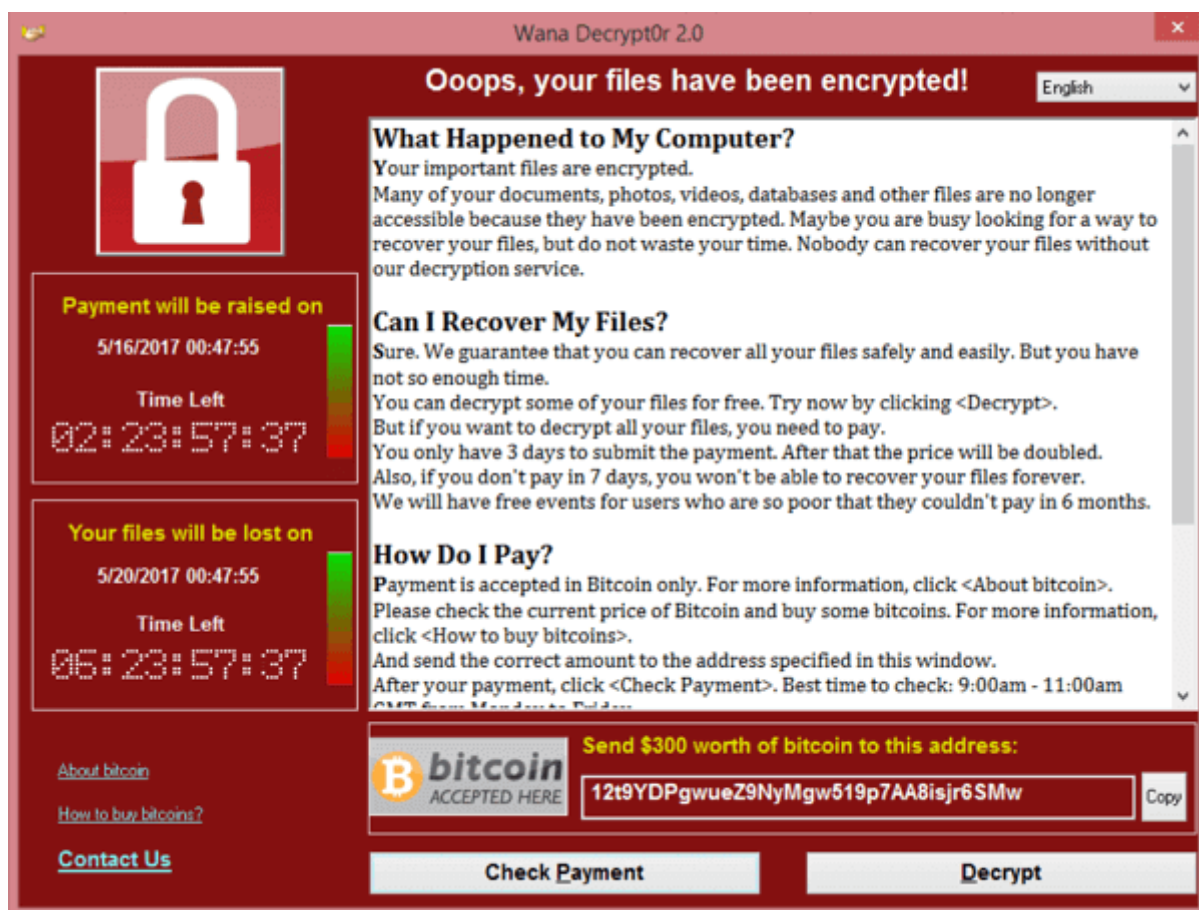 Wana Decrypt0r 2.0
Ooops, your files have been encrypted!
English
What Happened to My Computer?
Your important files are encrypted.
Many of your documents, photos, videos, databases and other files are no longer
accessible because they have been encrypted. Maybe you are busy looking for a way to
recover your files, but do not waste your time. Nobody can recover your files without
our decryption service.
Can I Recover My Files?
Sure. We guarantee that you can recover all your files safely and easily. But you have
not so enough time.
You can decrypt some of your files for free. Try now by clicking <Decrypt>.
But if you want to decrypt all your files, you need to pay.
You only have 3 days to submit the payment. After that the price will be doubled.
Also, if you don't pay in 7 days, you won't be able to recover your files forever.
We will have free events for users who are so poor that they couldn't pay in 6 months.
How Do I Pay?
Payment is accepted in Bitcoin only. For more information, click <About bitcoin>.
Please check the current price of Bitcoin and buy some bitcoins. For more information,
click <How to buy bitcoins>.
And send the correct amount to the address specified in this window.
After your payment, click <Check Payment>. Best time to check: 9:00am - 11:00am
GMT from Monday to Friday
Payment will be raised on
5/16/2017 00:47:55
Time Left
02:23:57:37
Your files will be lost on
5/20/2017 00:47:55
Time Left
06:23:57:37
About bitcoin
How to buy bitcoins?
Contact Us
bitcoin
ACCEPTED HERE
Send $300 worth of bitcoin to this address:
12t9YDPgwueZ9NyMgw519p7AA8isjr6SMw
Copy
Check Payment
Decrypt